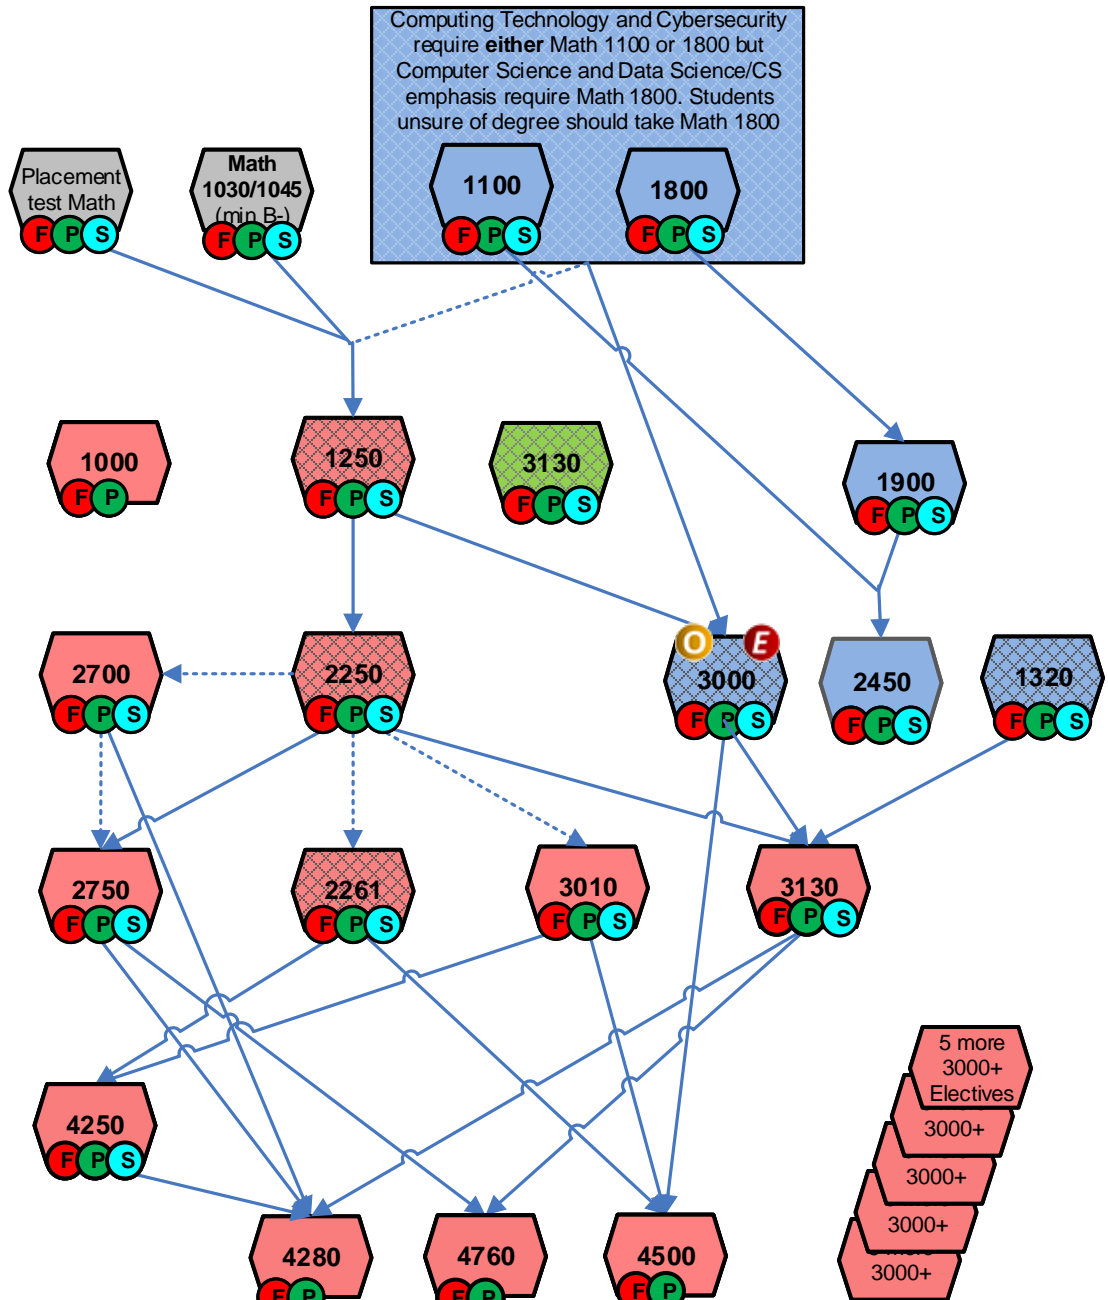 Computing Technology and Cybersecurity
require either Math 1100 or 1800 but
Computer Science and Data Science/CS
emphasis require Math 1800. Students
unsure of degree should take Math 1800
Placement
test Math
F P S
Math
1030/1045
(min B-)
F P S
1100
F P S
1800
F P S
1000
F P
1250
F P S
3130
F P S
1900
F P S
2700
F P S
2250
F P S
O E
3000
F P S
2450
F P S
1320
F P S
2750
F P S
2261
F P S
3010
F P S
3130
F P S
4250
F P S
5 more
3000+
Electives
3000+
3000+
3000+
3000+
4280
F P
4760
F P
4500
F P